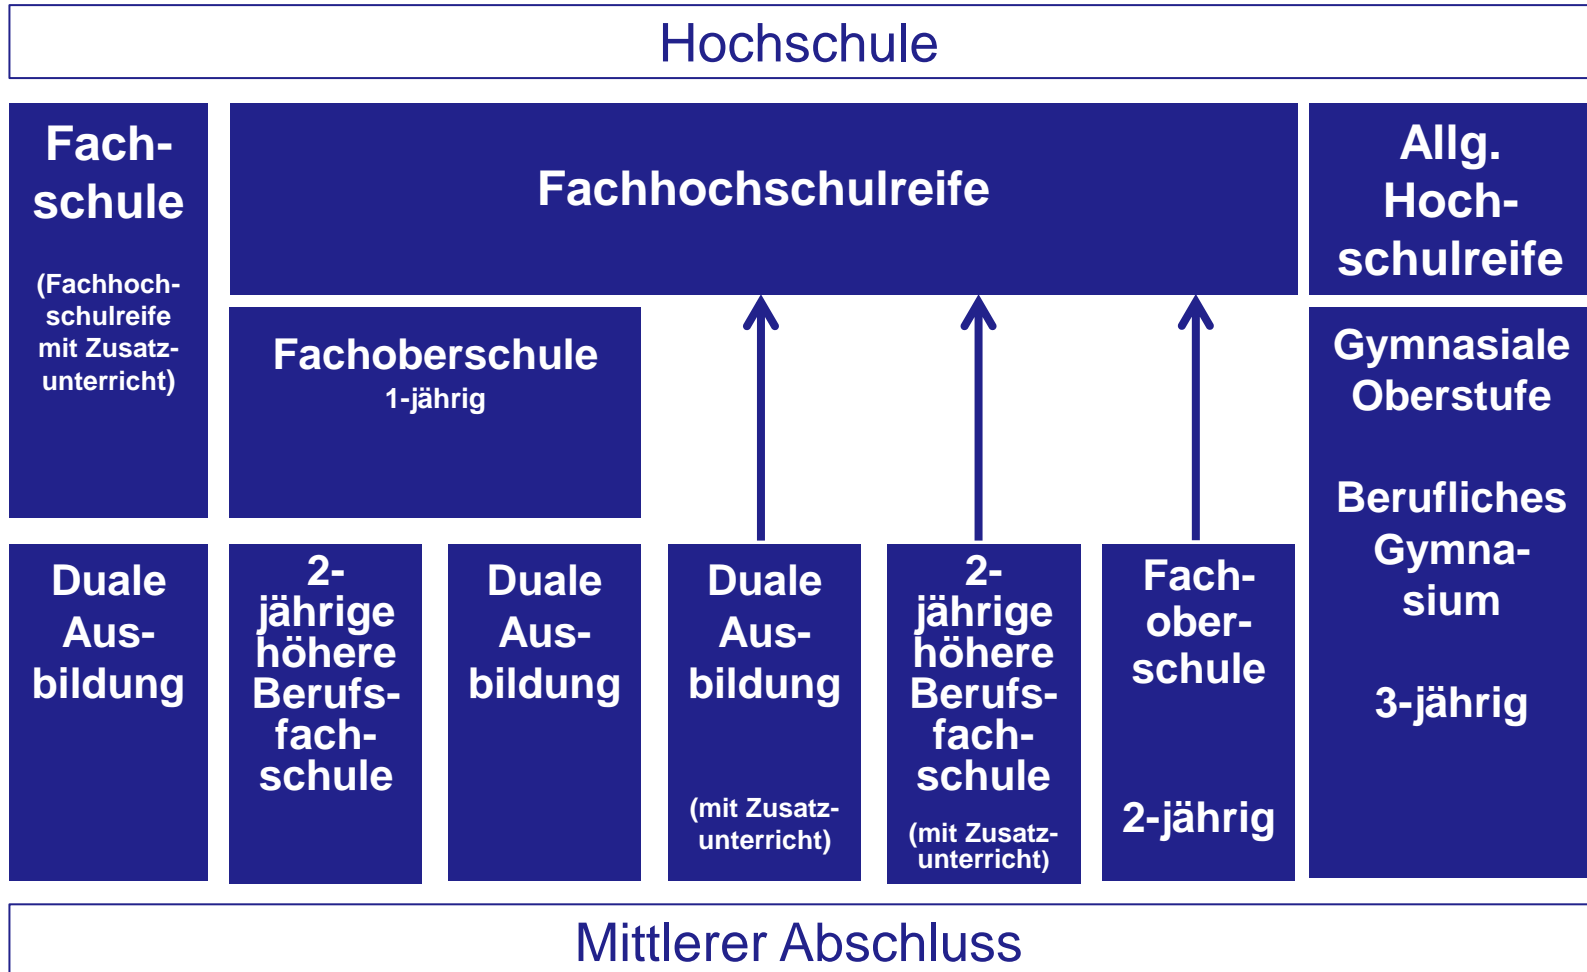 Hochschule
Fach-
schule
(Fachhoch-
schulreife
mit Zusatz-
unterricht)
Fachhochschulreife
Allg.
Hoch-
schulreife
Fachoberschule
1-jährig
Gymnasiale
Oberstufe
Berufliches
Gymna-
sium
3-jährig
Duale
Aus-
bildung
2-
jährige
höhere
Berufs-
fach-
schule
Duale
Aus-
bildung
Duale
Aus-
bildung
(mit Zusatz-
unterricht)
2-
jährige
höhere
Berufs-
fach-
schule
(mit Zusatz-
unterricht)
Fach-
ober-
schule
2-jährig
Mittlerer Abschluss